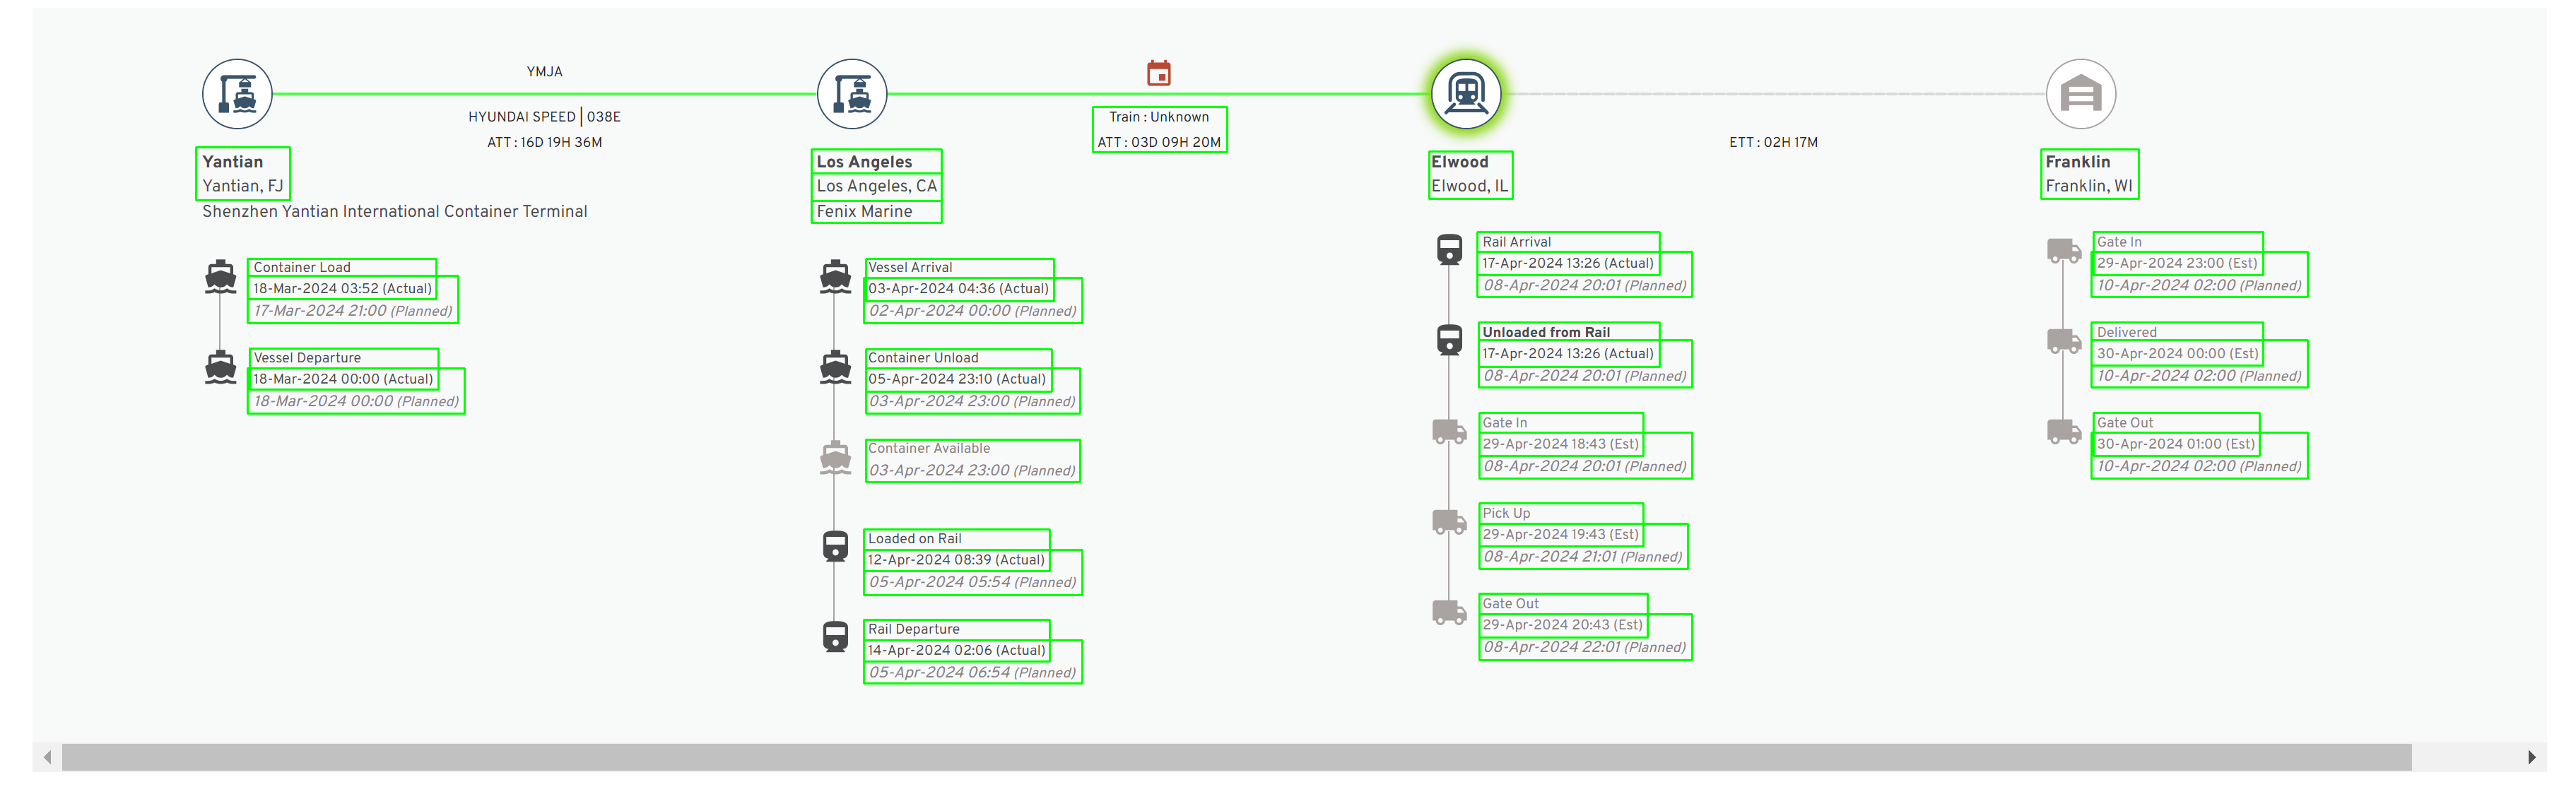 YMJA
HYUNDAI SPEED | 038E
ATT : 16D 19H 36M
Train : Unknown
ATT : 03D 09H 20M
ETT : 02H 17M
Yantian
Yantian, FJ
Shenzhen Yantian International Container Terminal
Container Load
18-Mar-2024 03:52 (Actual)
17-Mar-2024 21:00 (Planned)
Vessel Departure
18-Mar-2024 00:00 (Actual)
18-Mar-2024 00:00 (Planned)
Los Angeles
Los Angeles, CA
Fenix Marine
Vessel Arrival
03-Apr-2024 04:36 (Actual)
02-Apr-2024 00:00 (Planned)
Container Unload
05-Apr-2024 23:10 (Actual)
03-Apr-2024 23:00 (Planned)
Container Available
03-Apr-2024 23:00 (Planned)
Loaded on Rail
12-Apr-2024 08:39 (Actual)
05-Apr-2024 05:54 (Planned)
Rail Departure
14-Apr-2024 02:06 (Actual)
05-Apr-2024 06:54 (Planned)
Elwood
Elwood, IL
Rail Arrival
17-Apr-2024 13:26 (Actual)
08-Apr-2024 20:01 (Planned)
Unloaded from Rail
17-Apr-2024 13:26 (Actual)
08-Apr-2024 20:01 (Planned)
Gate In
29-Apr-2024 18:43 (Est)
08-Apr-2024 20:01 (Planned)
Pick Up
29-Apr-2024 19:43 (Est)
08-Apr-2024 21:01 (Planned)
Gate Out
29-Apr-2024 20:43 (Est)
08-Apr-2024 22:01 (Planned)
Franklin
Franklin, WI
Gate In
29-Apr-2024 23:00 (Est)
10-Apr-2024 02:00 (Planned)
Delivered
30-Apr-2024 00:00 (Est)
10-Apr-2024 02:00 (Planned)
Gate Out
30-Apr-2024 01:00 (Est)
10-Apr-2024 02:00 (Planned)